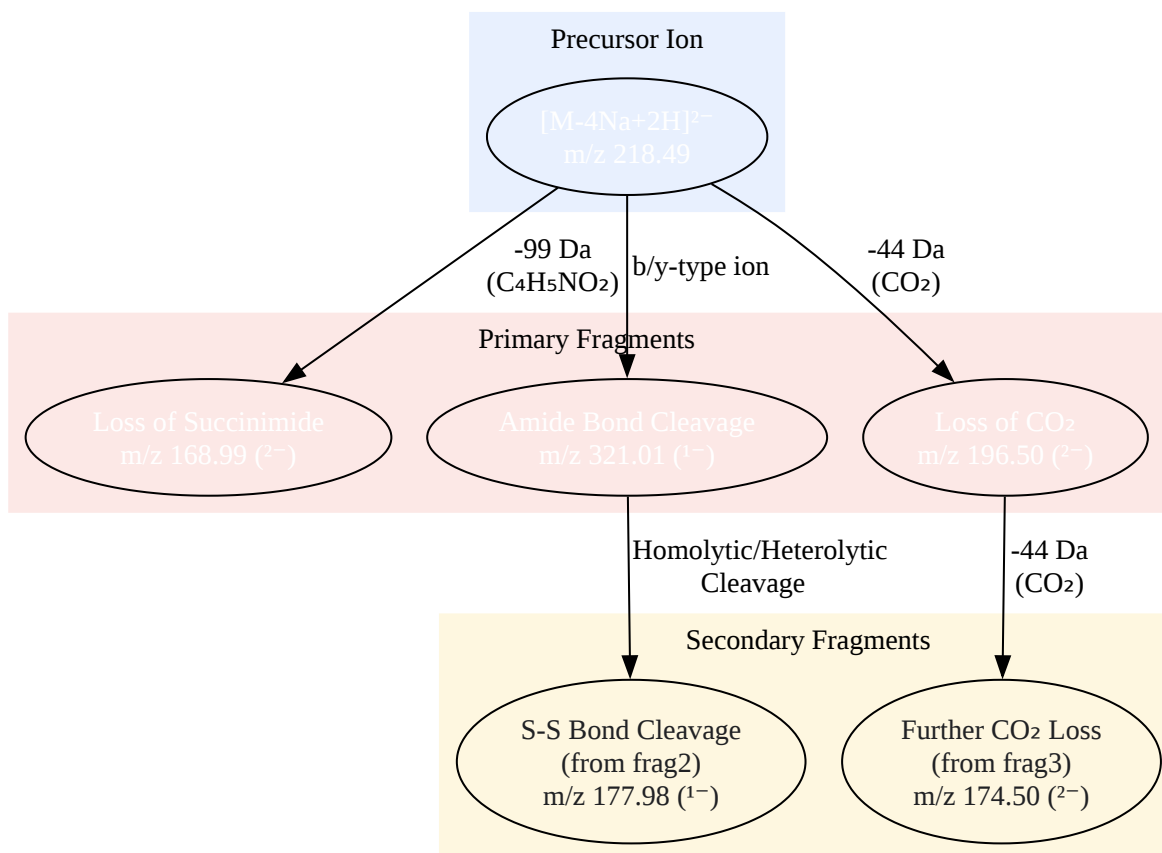 Precursor Ion
[M-4Na+2H]²⁻
m/z 218.49
-99 Da
(C₄H₅NO₂)
b/y-type ion
-44 Da
(CO₂)
Primary Fragments
Loss of Succinimide
m/z 168.99 (²⁻)
Amide Bond Cleavage
m/z 321.01 (¹⁻)
Loss of CO₂
m/z 196.50 (²⁻)
Homolytic/Heterolytic
Cleavage
-44 Da
(CO₂)
Secondary Fragments
S-S Bond Cleavage
(from frag2)
m/z 177.98 (¹⁻)
Further CO₂ Loss
(from frag3)
m/z 174.50 (²⁻)